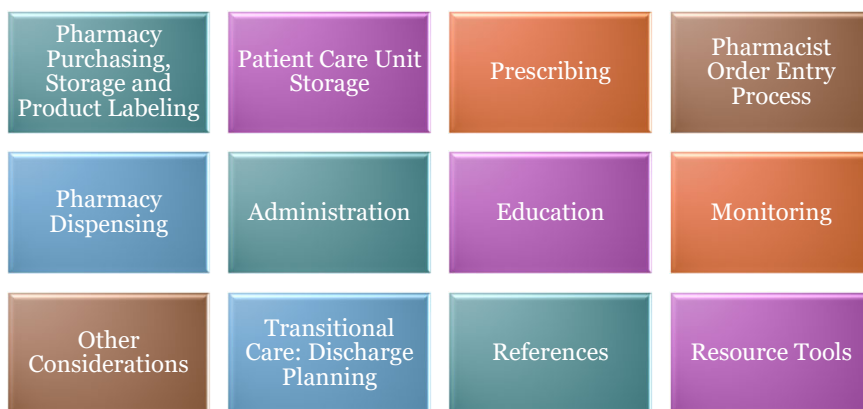 Pharmacy
Purchasing,
Storage and
Product Labeling
Patient Care Unit
Storage
Prescribing
Pharmacist
Order Entry
Process
Pharmacy
Dispensing
Administration
Education
Monitoring
Other
Considerations
Transitional
Care: Discharge
Planning
References
Resource Tools